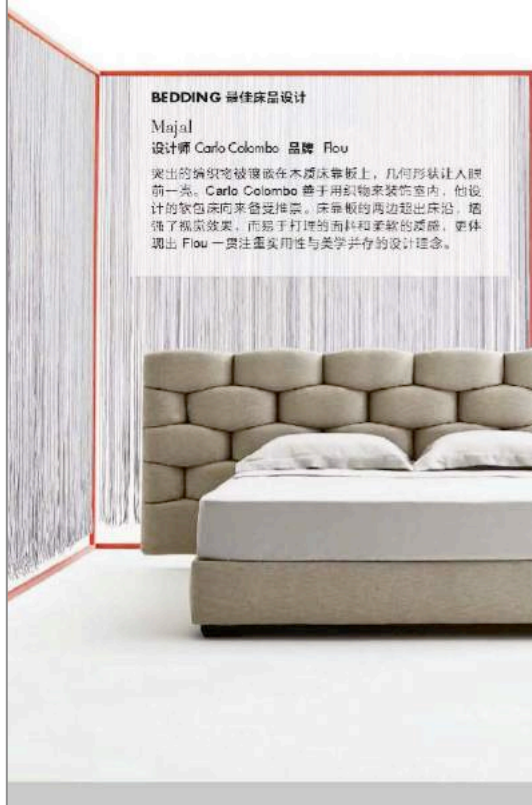 BEDDING 最佳床品设计
Majal
设计师 Carlo Colombo 品牌 Flou
突出的编织物被镶嵌在木质床靠板上，几何形状让人眼
前一亮。Carlo Colombo 善于用织物来装饰室内，他设
计的软包床向来备受推崇。床靠板的两边超出床沿，增
强了视觉效果，而易于打理的面料和柔软的质感，更体
现出 Flou 一贯注重实用性与美学并存的设计理念。